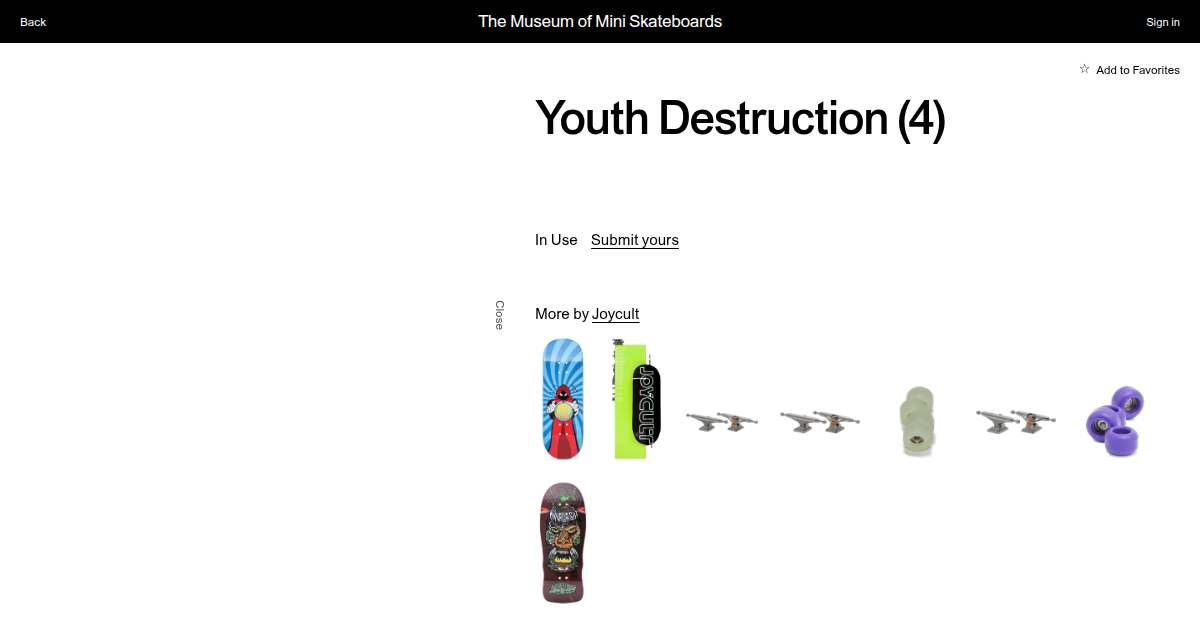 Back
The Museum of Mini Skateboards
Sign in
☆ Add to Favorites
Youth Destruction (4)
In Use Submit yours
Close
More by Joycult
JOYCULT